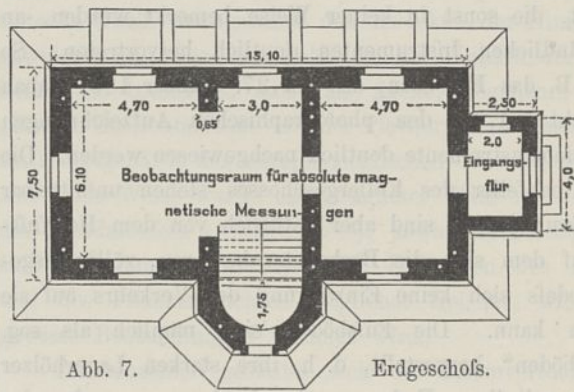 15,10
4,70
3,0
4,70
2,50
0,65
2,0
7,50
6,10
4,0
Eingangs
flur
Beobachtungsraum für absolute mag-
netische Messun-
gen
1,75
Abb. 7.
Erdgeschoſs.